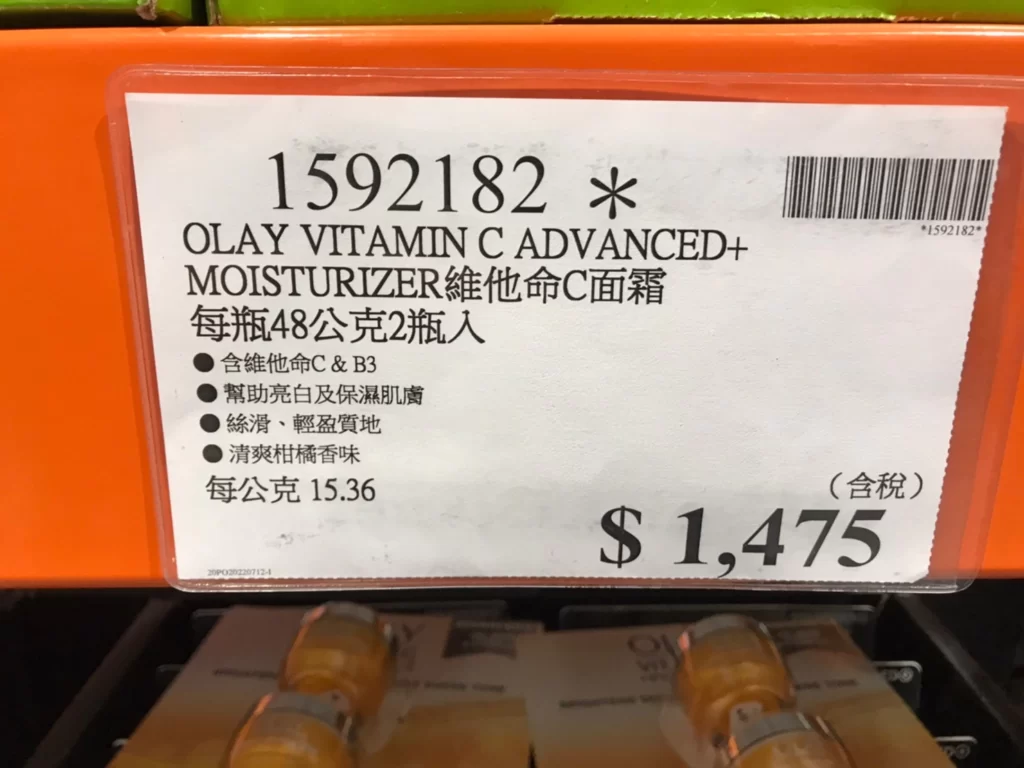 1592182 *
*1592182*
OLAY VITAMIN C ADVANCED+
MOISTURIZER維他命C面霜
每瓶48公克2瓶入
●含維他命C & B3
●幫助亮白及保濕肌膚
●絲滑、輕盈質地
●清爽柑橘香味
每公克 15.36
（含稅）
$ 1,475
20PO20220712-1